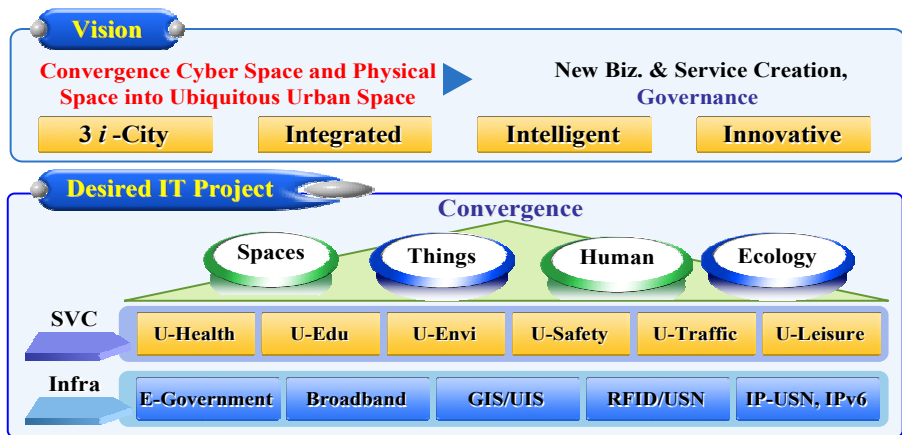 Vision
Convergence Cyber Space and Physical
Space into Ubiquitous Urban Space
New Biz. & Service Creation,
Governance
3 i -City
Integrated
Intelligent
Innovative
Desired IT Project
Convergence
Spaces
Things
Human
Ecology
SVC
U-Health
U-Edu
U-Envi
U-Safety
U-Traffic
U-Leisure
Infra
E-Government
Broadband
GIS/UIS
RFID/USN
IP-USN, IPv6